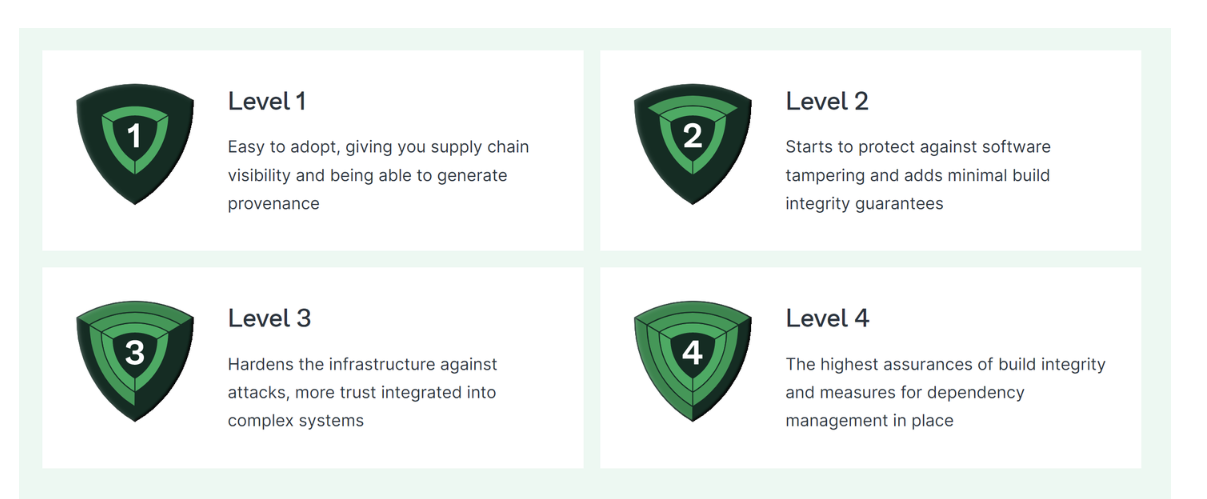 1
Level 1
Easy to adopt, giving you supply chain
visibility and being able to generate
provenance
2
Level 2
Starts to protect against software
tampering and adds minimal build
integrity guarantees
3
Level 3
Hardens the infrastructure against
attacks, more trust integrated into
complex systems
4
Level 4
The highest assurances of build integrity
and measures for dependency
management in place